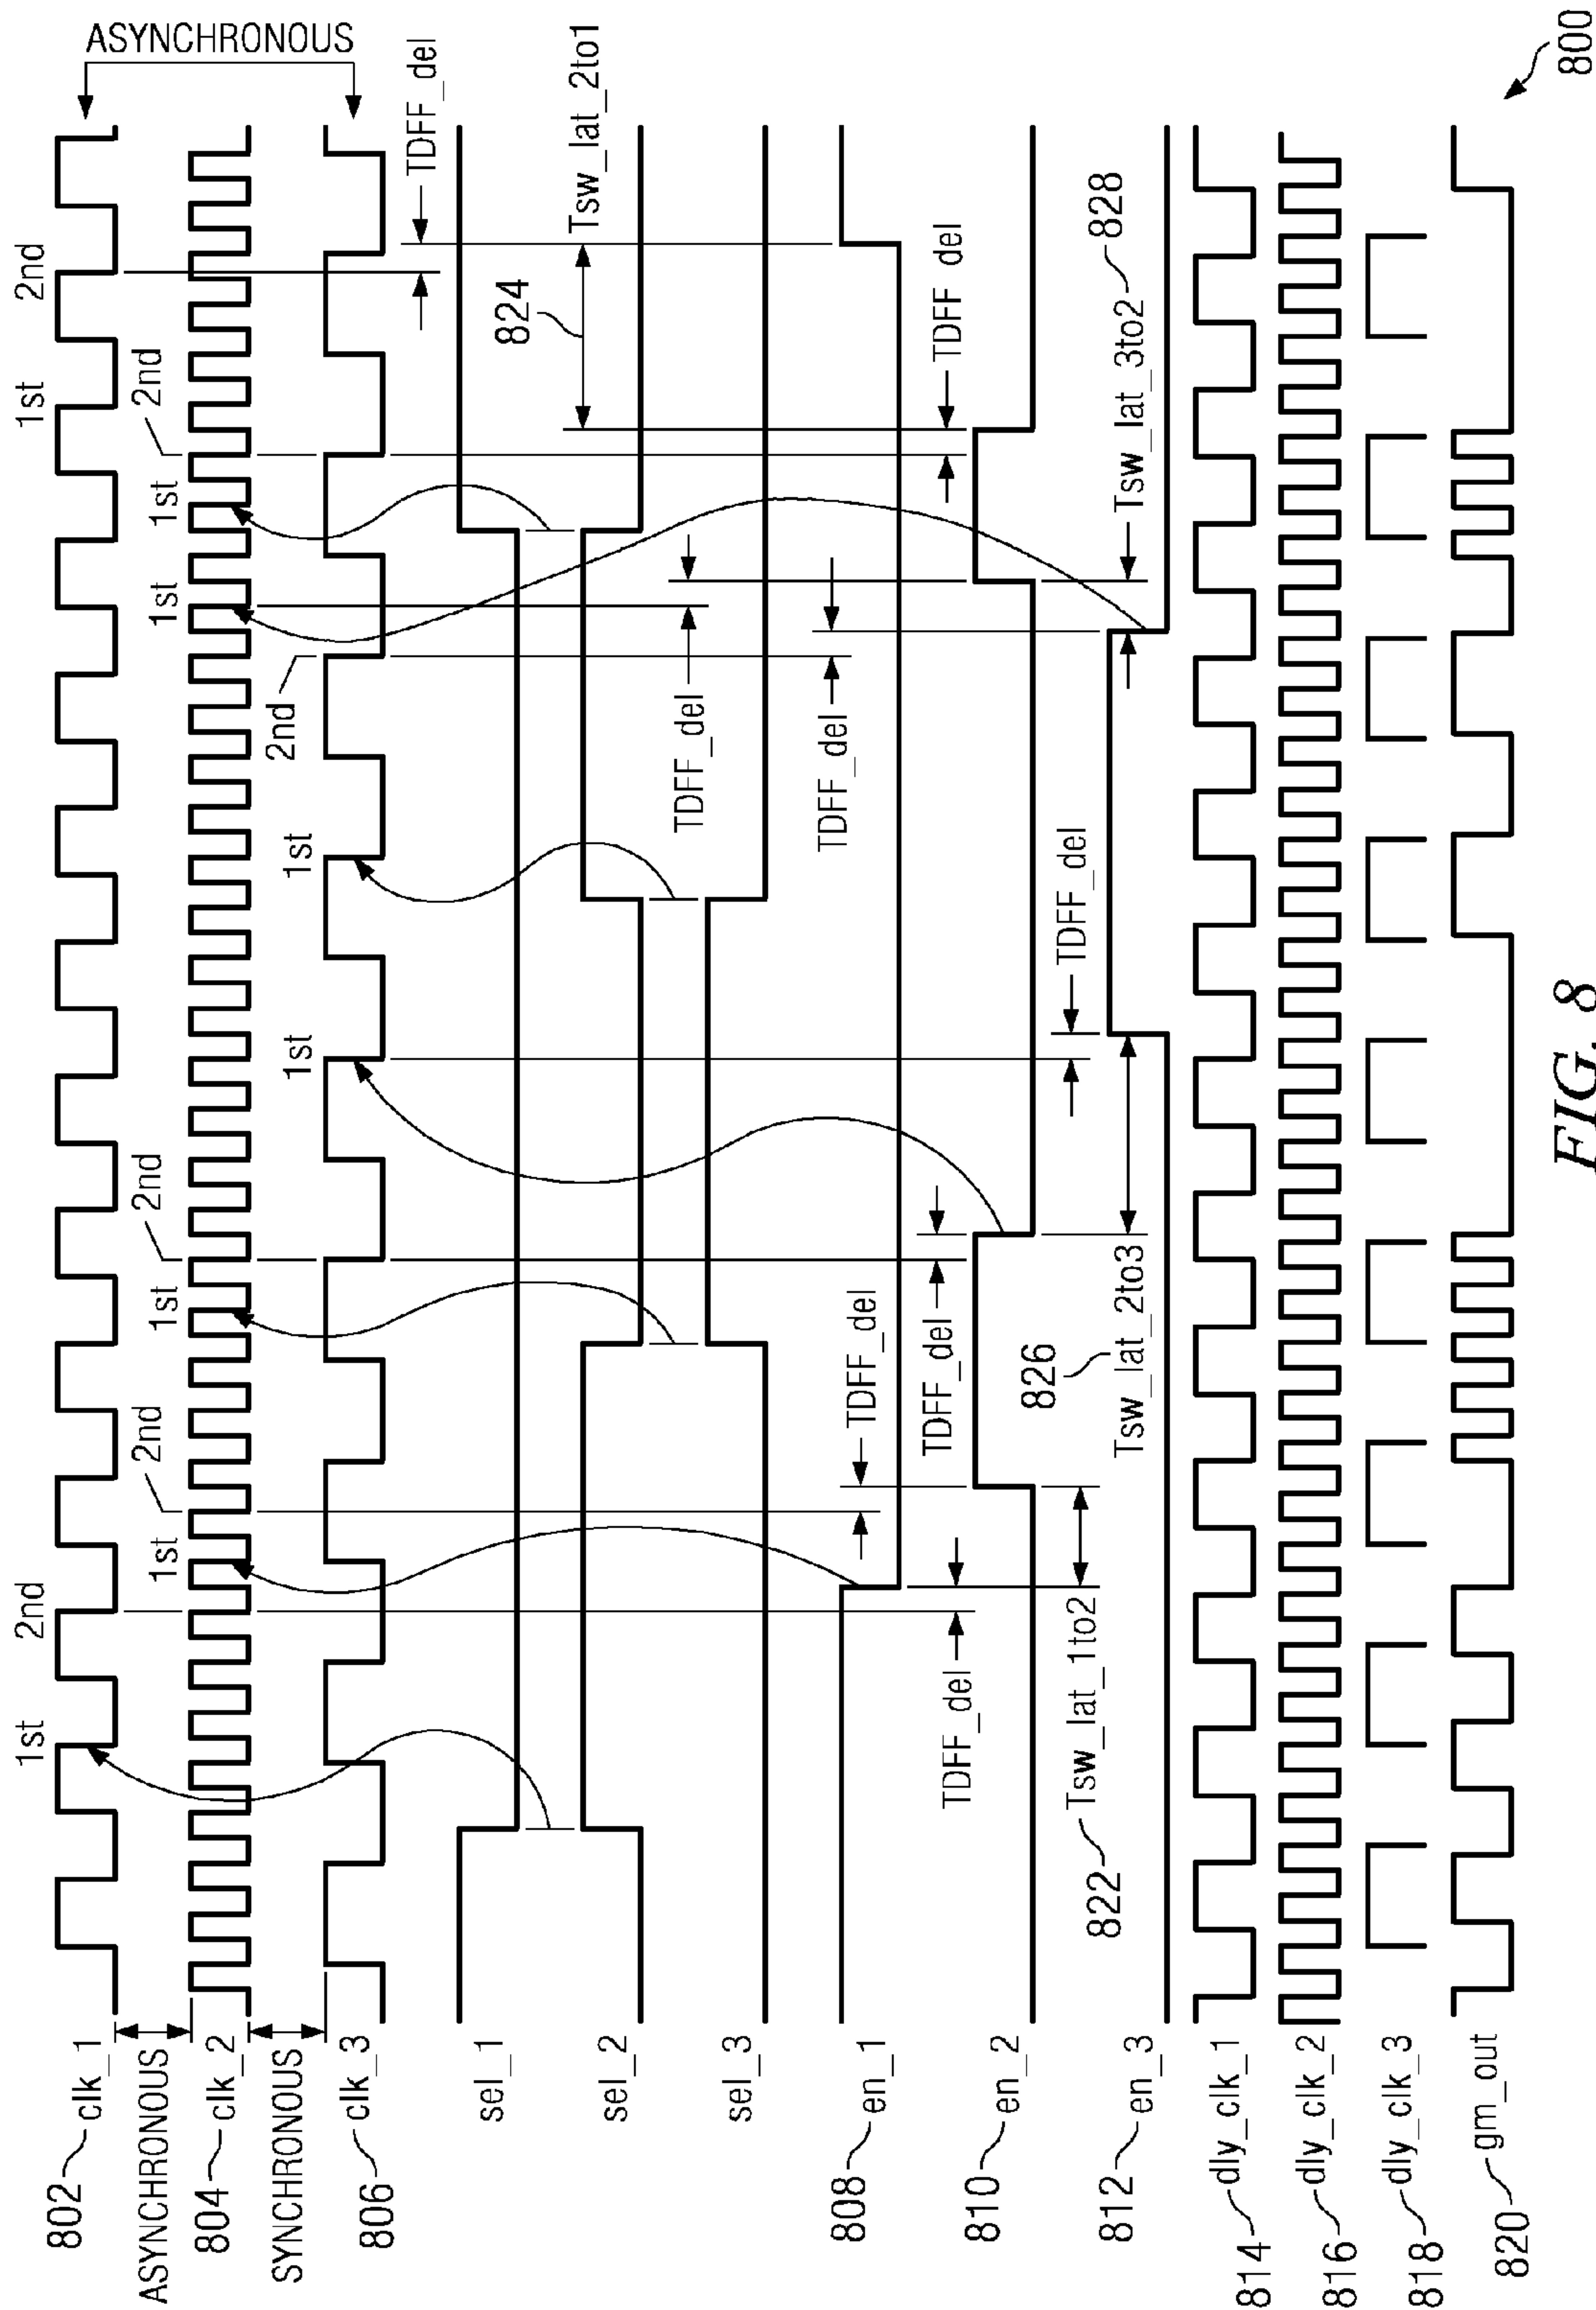 802 clk_1
ASYNCHRONOUS
804 clk_2
SYNCHRONOUS
806 clk_3
ASYNCHRONOUS
1st 2nd 1st 2nd
1st 2nd 1st 2nd 1st 1st 2nd
1st 1st 2nd
sel_1
sel_2
sel_3
TDFF_del
824
Tsw_lat_2to1
TDFF_del
TDFF_del
808 en_1
TDFF_del
810 en_2
TDFF_del
TDFF_del
TDFF_del
TDFF del
822 Tsw_lat_1to2
826
Tsw_lat_2to3
Tsw_lat_3to2 828
812 en_3
814 dly_clk_1
816 dly_clk_2
818 dly_clk_3
820 gm_out
800
FIG. 8